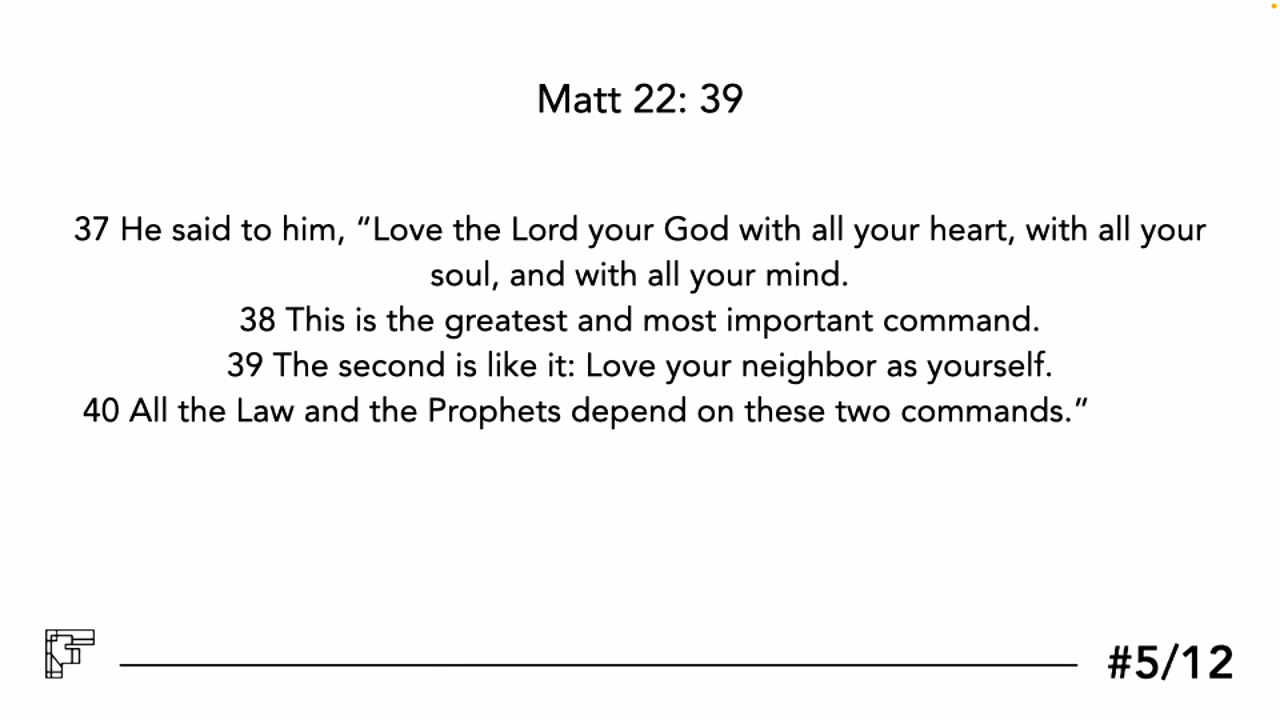 Matt 22: 39
37 He said to him, “Love the Lord your God with all your heart, with all your
soul, and with all your mind.
38 This is the greatest and most important command.
39 The second is like it: Love your neighbor as yourself.
40 All the Law and the Prophets depend on these two commands.”
#5/12